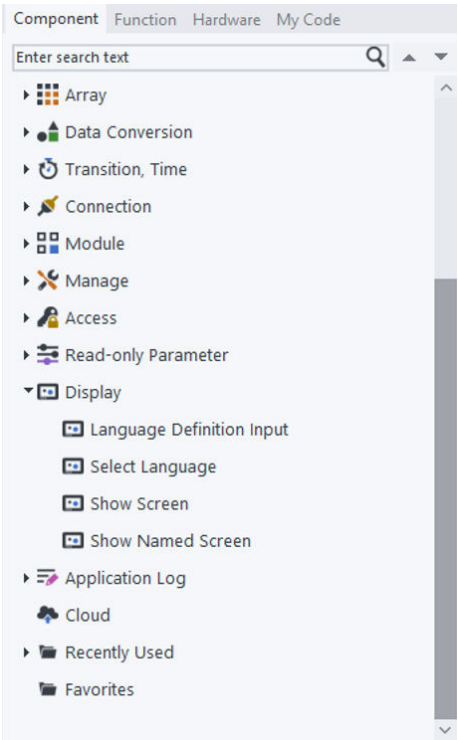 Component Function Hardware My Code
Enter search text
Array
Data Conversion
Transition, Time
Connection
Module
Manage
Access
Read-only Parameter
Display
Language Definition Input
Select Language
Show Screen
Show Named Screen
Application Log
Cloud
Recently Used
Favorites